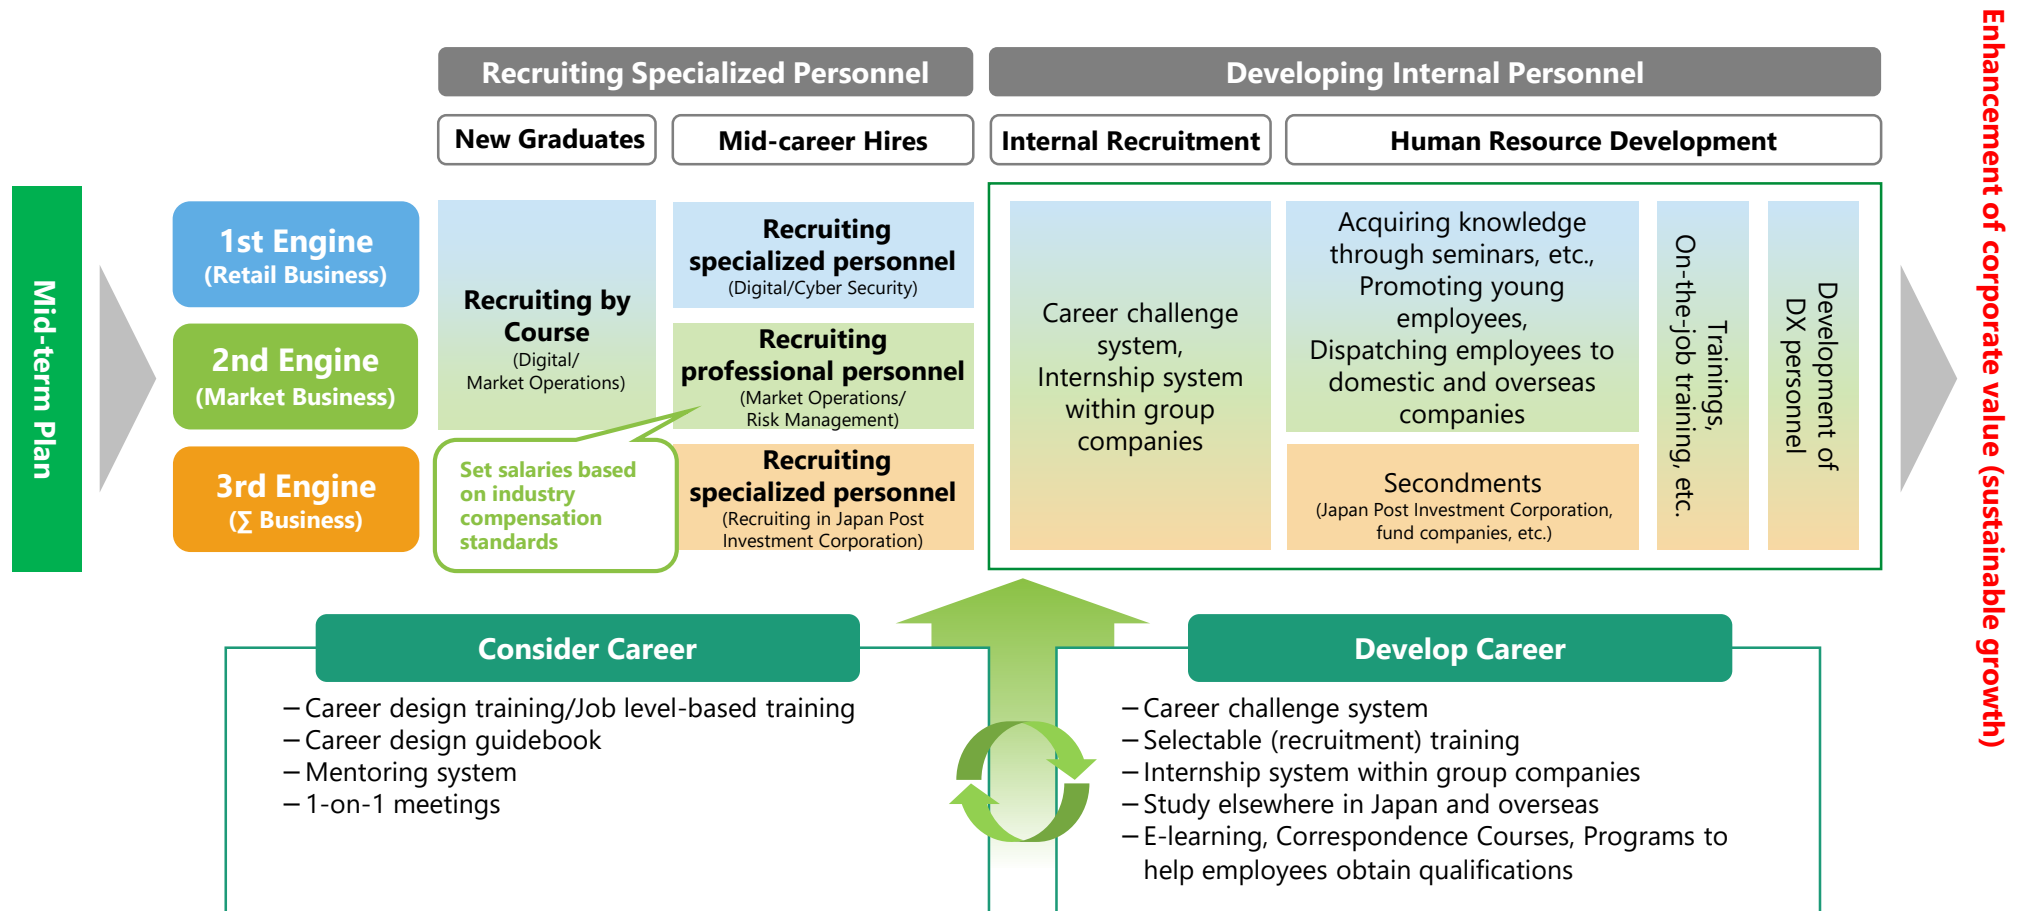 Recruiting Specialized Personnel
Developing Internal Personnel
New Graduates
Mid-career Hires
Internal Recruitment
Human Resource Development
Mid-term Plan
1st Engine
(Retail Business)
2nd Engine
(Market Business)
3rd Engine
(∑ Business)
Recruiting by
Course
(Digital/
Market Operations)
Set salaries based
on industry
compensation
standards
Recruiting
specialized personnel
(Digital/Cyber Security)
Recruiting
professional personnel
(Market Operations/
Risk Management)
Recruiting
specialized personnel
(Recruiting in Japan Post
Investment Corporation)
Career challenge
system,
Internship system
within group
companies
Acquiring knowledge
through seminars, etc.,
Promoting young
employees,
Dispatching employees to
domestic and overseas
companies
Secondments
(Japan Post Investment Corporation,
fund companies, etc.)
Trainings,
On-the-job training, etc.
Development of
DX personnel
Enhancement of corporate value (sustainable growth)
Consider Career
– Career design training/Job level-based training
– Career design guidebook
– Mentoring system
– 1-on-1 meetings
Develop Career
– Career challenge system
– Selectable (recruitment) training
– Internship system within group companies
– Study elsewhere in Japan and overseas
– E-learning, Correspondence Courses, Programs to
help employees obtain qualifications